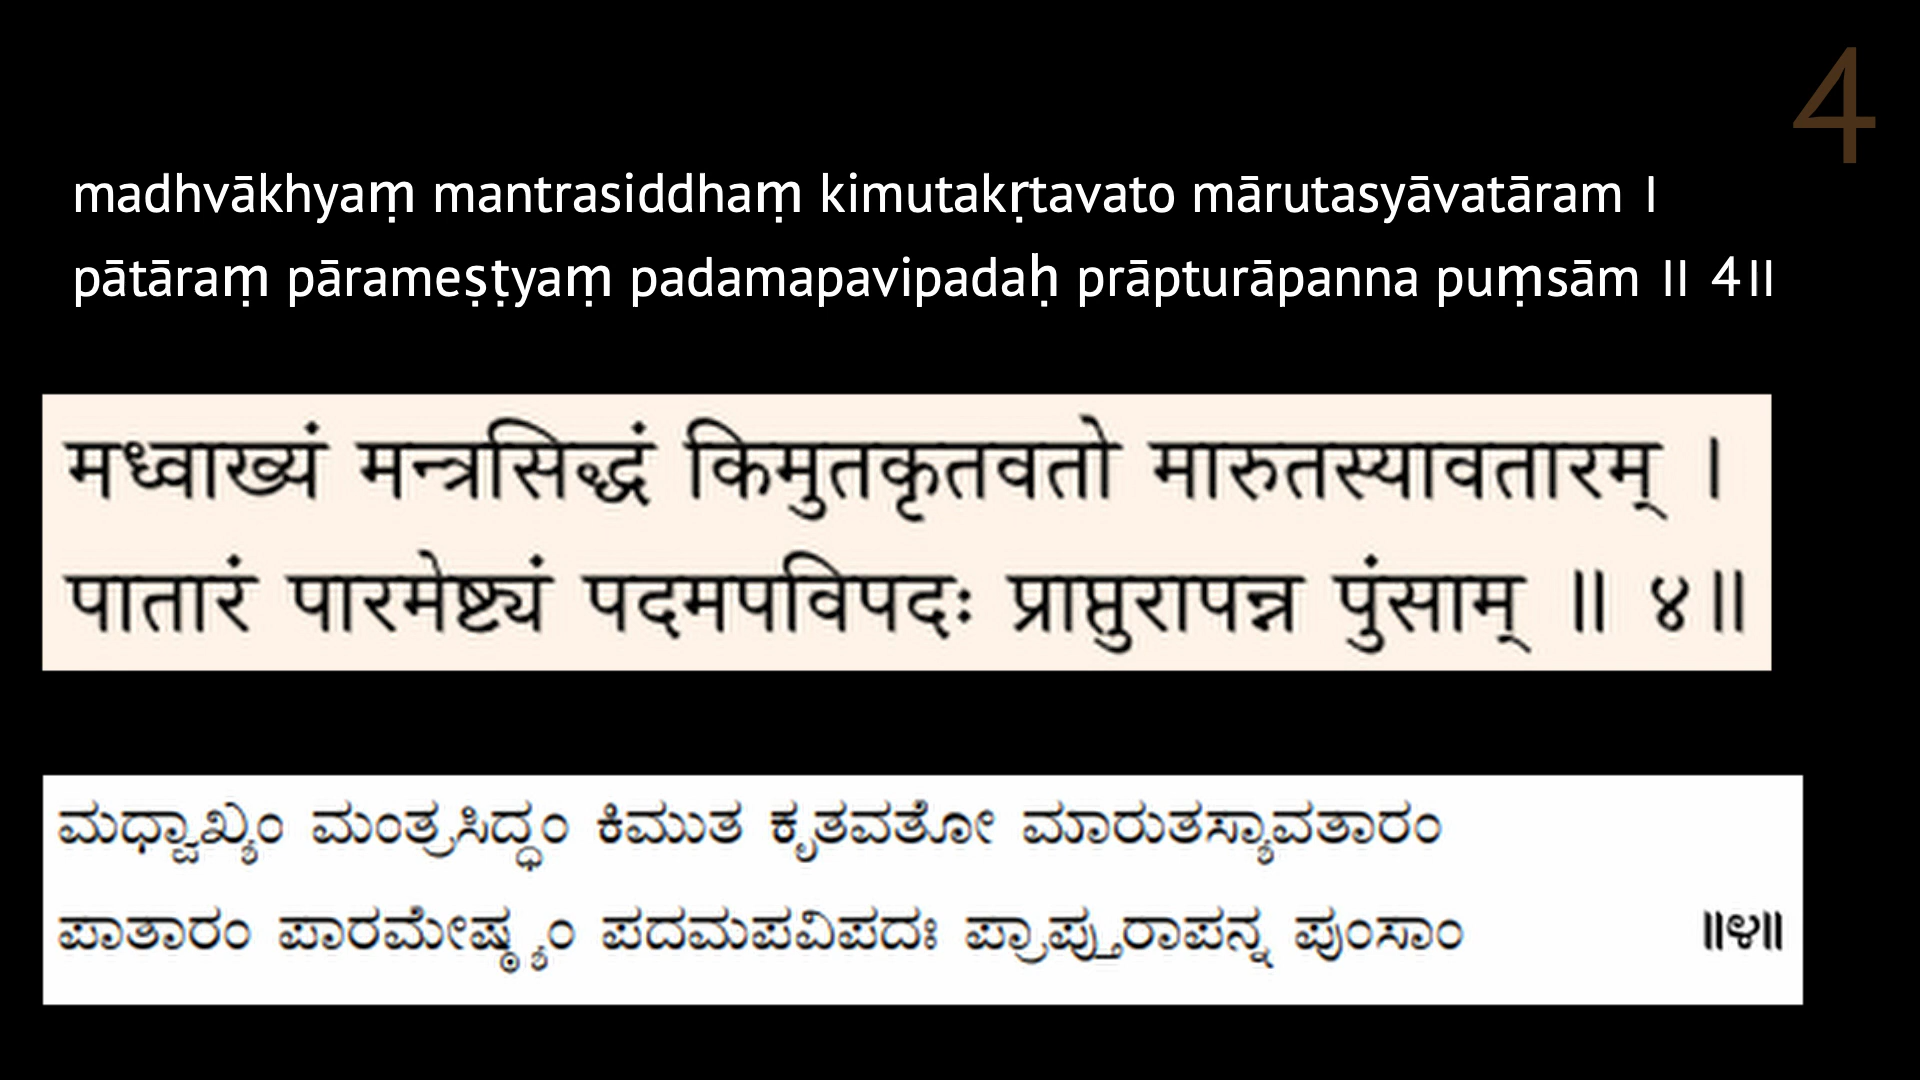 4
madhvākhyaṃ mantrasiddhaṃ kimutakṛtavato mārutasyāvatāram ।
pātāraṃ pārameṣṭyaṃ padamapavipadaḥ prāpturāpanna puṃsām ॥ 4॥
मध्वाख्यं मन्त्रसिद्धं किमुतकृतवतो मारुतस्यावतारम् ।
पातारं पारमेष्ट्यं पदमपविपदः प्राप्तुरापन्न पुंसाम् ॥ ४॥
ಮಧ್ವಾಖ್ಯಂ ಮಂತ್ರಸಿದ್ಧಂ ಕಿಮುತ ಕೃತವತೋ ಮಾರುತಸ್ಯಾವತಾರಂ
ಪಾತಾರಂ ಪಾರಮೇಷ್ಠ್ಯಂ ಪದಮಪವಿಪದಃ ಪ್ರಾಪ್ತುರಾಪನ್ನ ಪುಂಸಾಂ ॥೪॥